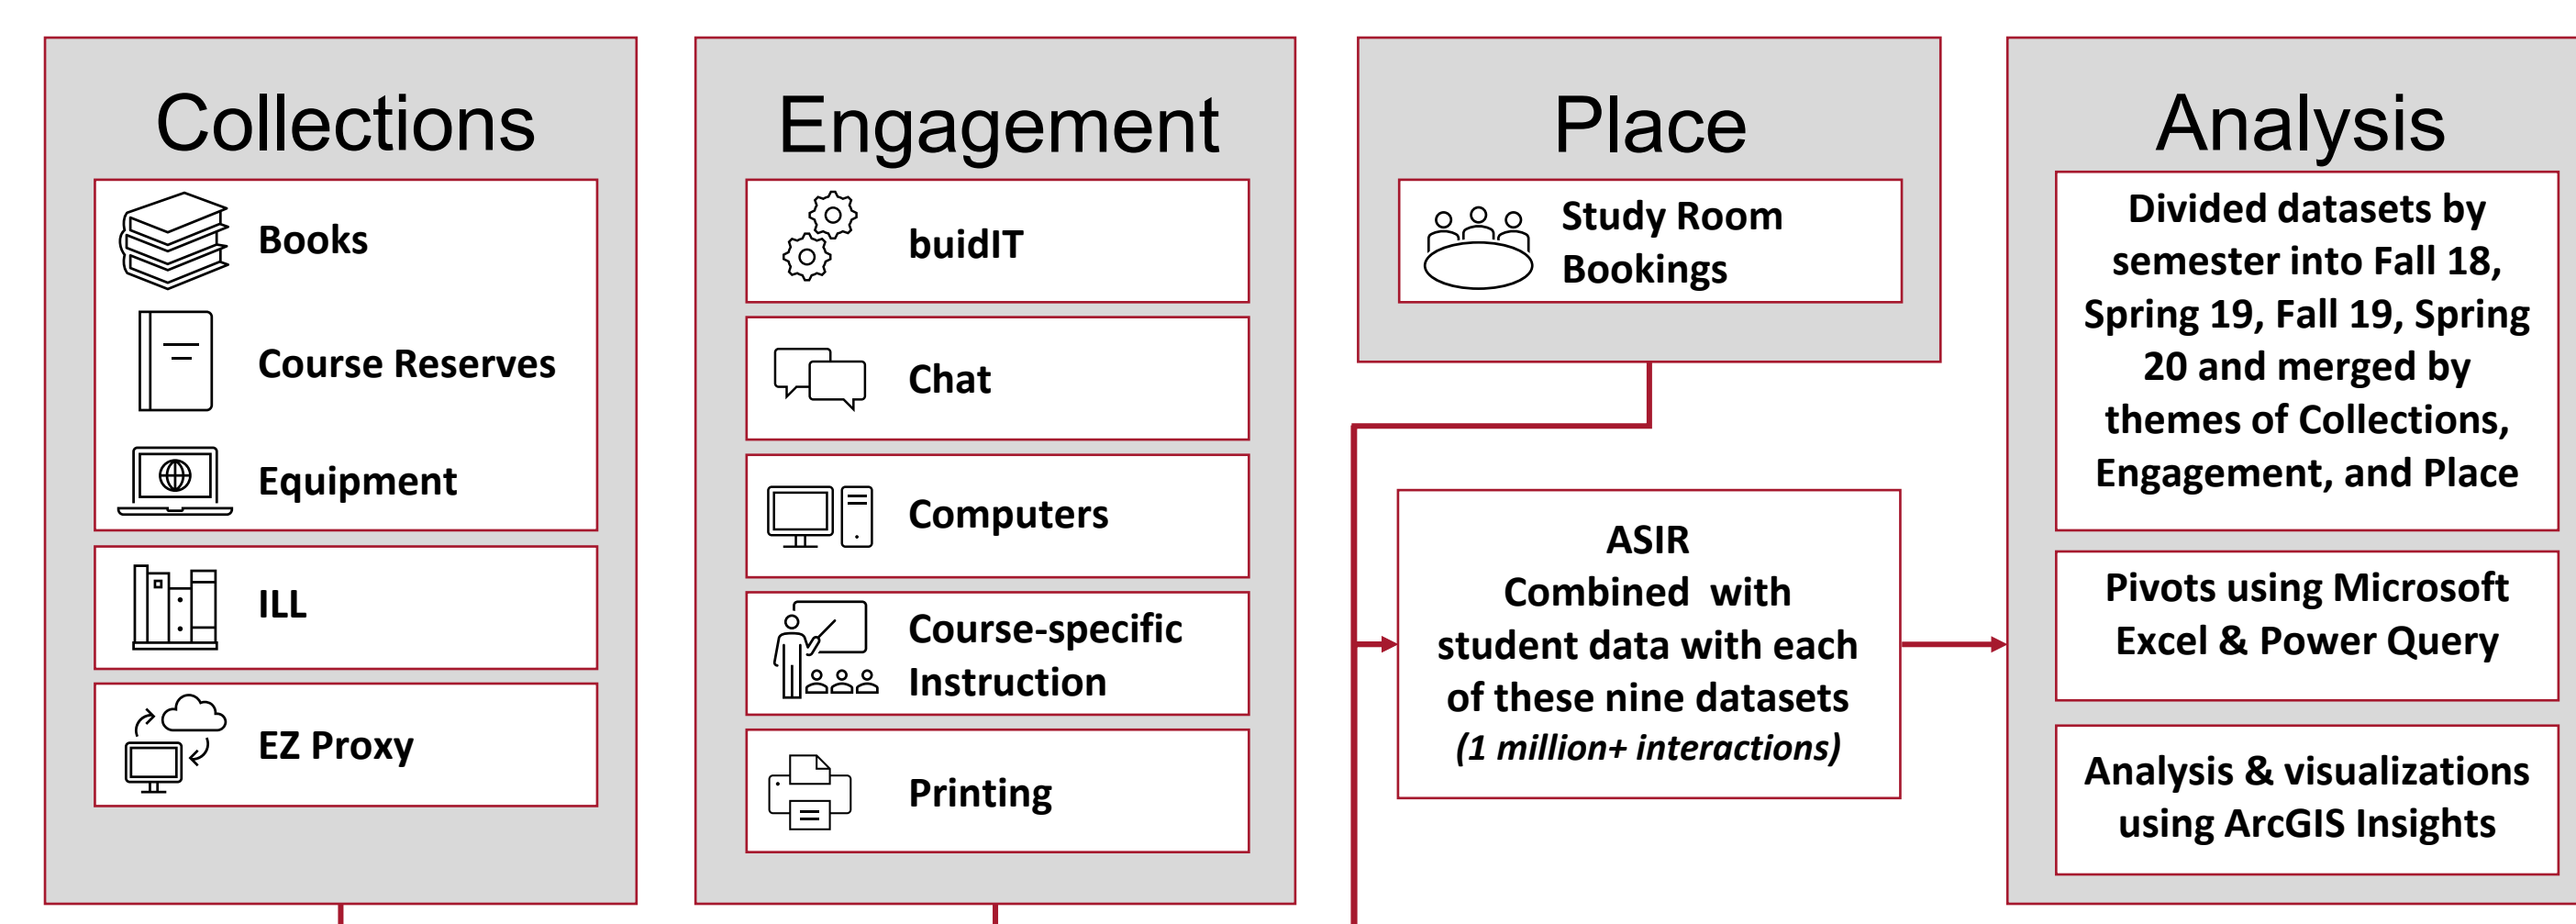 Collections
Books
Course Reserves
Equipment
ILL
EZ Proxy
Engagement
buidIT
Chat
Computers
Course-specific
Instruction
Printing
Place
Study Room
Bookings
ASIR
Combined with
student data with each
of these nine datasets
(1 million+ interactions)
Analysis
Divided datasets by
semester into Fall 18,
Spring 19, Fall 19, Spring
20 and merged by
themes of Collections,
Engagement, and Place
Pivots using Microsoft
Excel & Power Query
Analysis & visualizations
using ArcGIS Insights